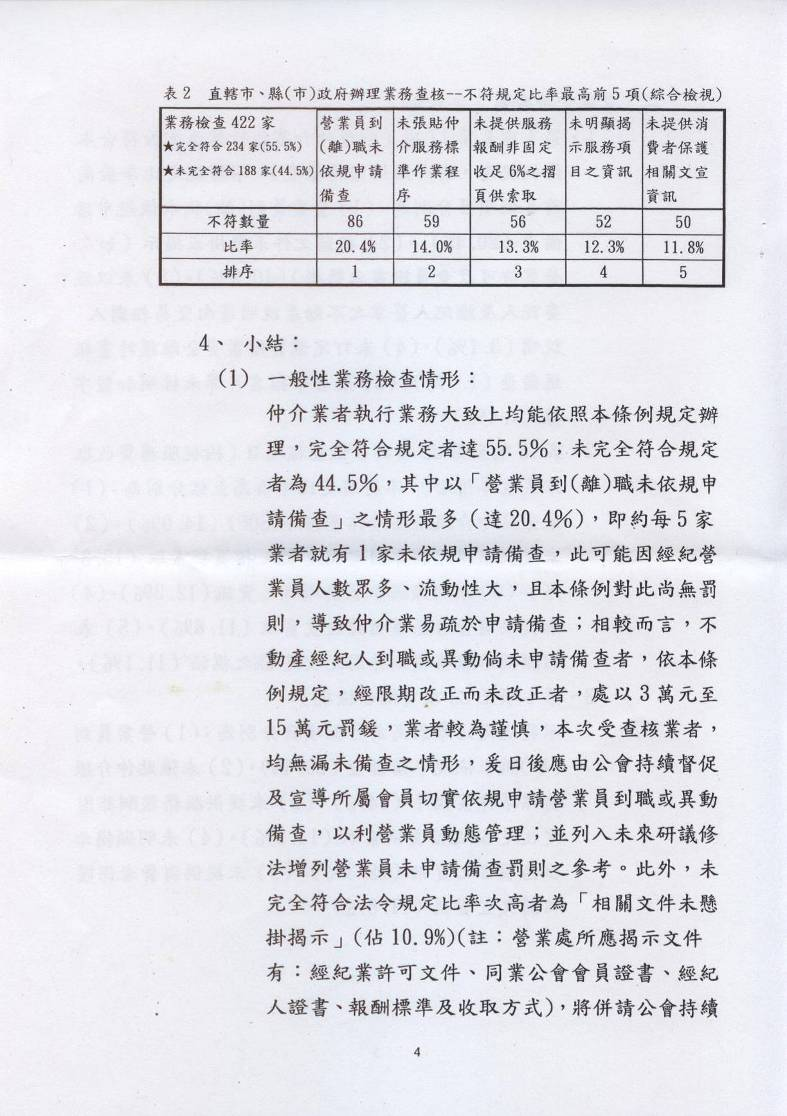 表 2　直轄市、縣(市)政府辦理業務查核--不符規定比率最高前 5 項(綜合檢視)
業務檢查 422 家
★完全符合 234 家(55.5%)
★未完全符合 188 家(44.5%)
營業員到
(離)職未
依規申請
備查
未張貼仲
介服務標
準作業程
序
未提供服務
報酬非固定
收足 6%之摺
頁供索取
未明顯揭
示服務項
目之資訊
未提供消
費者保護
相關文宣
資訊
不符數量 86 59 56 52 50
比率 20.4% 14.0% 13.3% 12.3% 11.8%
排序 1 2 3 4 5
4、 小結：
(1) 一般性業務檢查情形：
仲介業者執行業務大致上均能依照本條例規定辦
理，完全符合規定者達 55.5%；未完全符合規定
者為 44.5%，其中以「營業員到(離)職未依規申
請備查」之情形最多（達 20.4%），即約每 5 家
業者就有 1 家未依規申請備查，此可能因經紀營
業員人數眾多、流動性大，且本條例對此尚無罰
則，導致仲介業易疏於申請備查；相較而言，不
動產經紀人到職或異動倘未申請備查者，依本條
例規定，經限期改正而未改正者，處以 3 萬元至
15 萬元罰鍰，業者較為謹慎，本次受查核業者，
均無漏未備查之情形，爰日後應由公會持續督促
及宣導所屬會員切實依規申請營業員到職或異動
備查，以利營業員動態管理；並列入未來研議修
法增列營業員未申請備查罰則之參考。此外，未
完全符合法令規定比率次高者為「相關文件未懸
掛揭示」(佔 10.9%)(註：營業處所應揭示文件
有：經紀業許可文件、同業公會會員證書、經紀
人證書、報酬標準及收取方式)，將併請公會持續
4